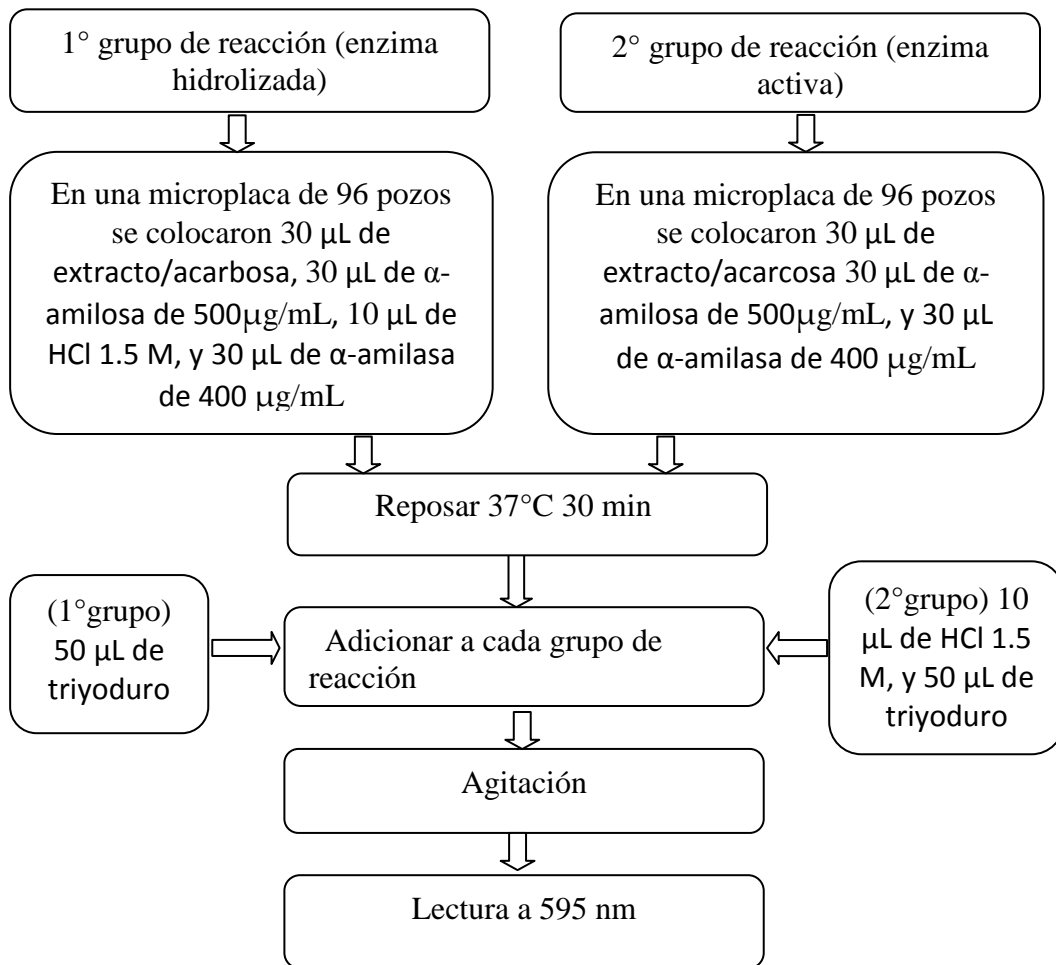 1° grupo de reacción (enzima
hidrolizada)
2° grupo de reacción (enzima
activa)
En una microplaca de 96 pozos
se colocaron 30 µL de
extracto/acarbosa, 30 µL de α-
amilosa de 500µg/mL, 10 µL de
HCl 1.5 M, y 30 µL de α-amilasa
de 400 µg/mL
En una microplaca de 96 pozos
se colocaron 30 µL de
extracto/acarcosa 30 µL de α-
amilosa de 500µg/mL, y 30 µL
de α-amilasa de 400 µg/mL
Reposar 37°C 30 min
(1°grupo)
50 µL de
triyoduro
Adicionar a cada grupo de
reacción
(2°grupo) 10
µL de HCl 1.5
M, y 50 µL de
triyoduro
Agitación
Lectura a 595 nm